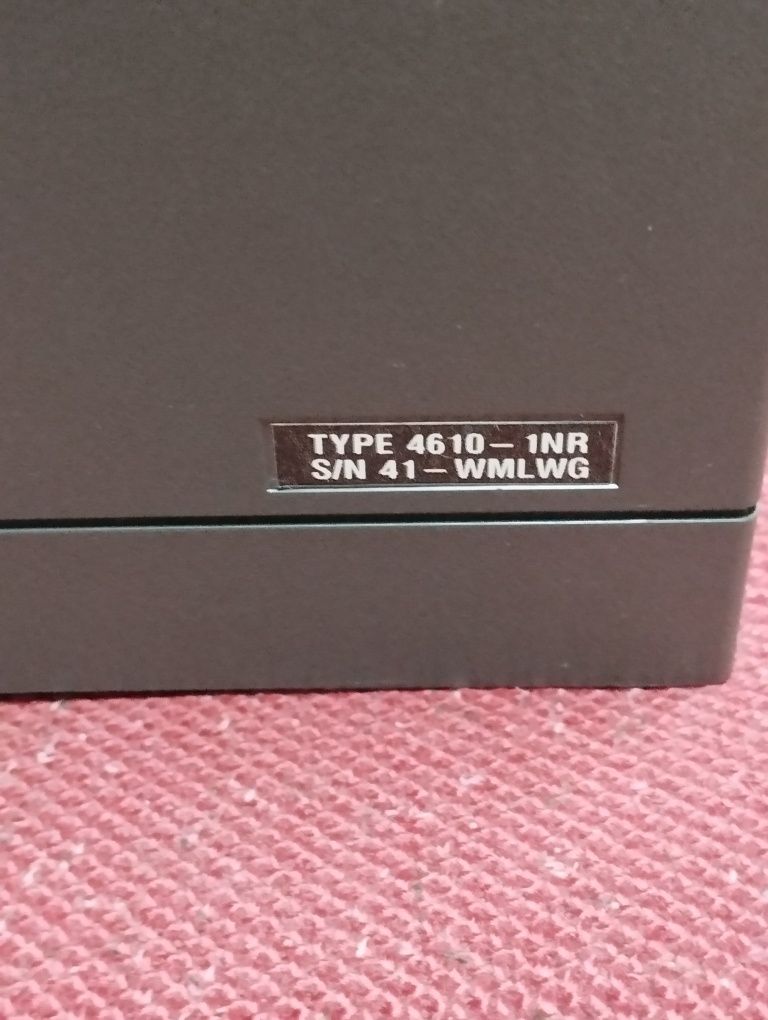 TYPE 4610-1NR
S/N 41-WMLWG